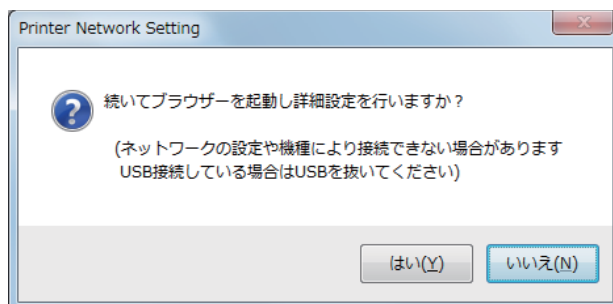 Printer Network Setting
続いてブラウザーを起動し詳細設定を行いますか？
(ネットワークの設定や機種により接続できない場合があります
USB接続している場合はUSBを抜いてください)
はい(Y)
いいえ(N)